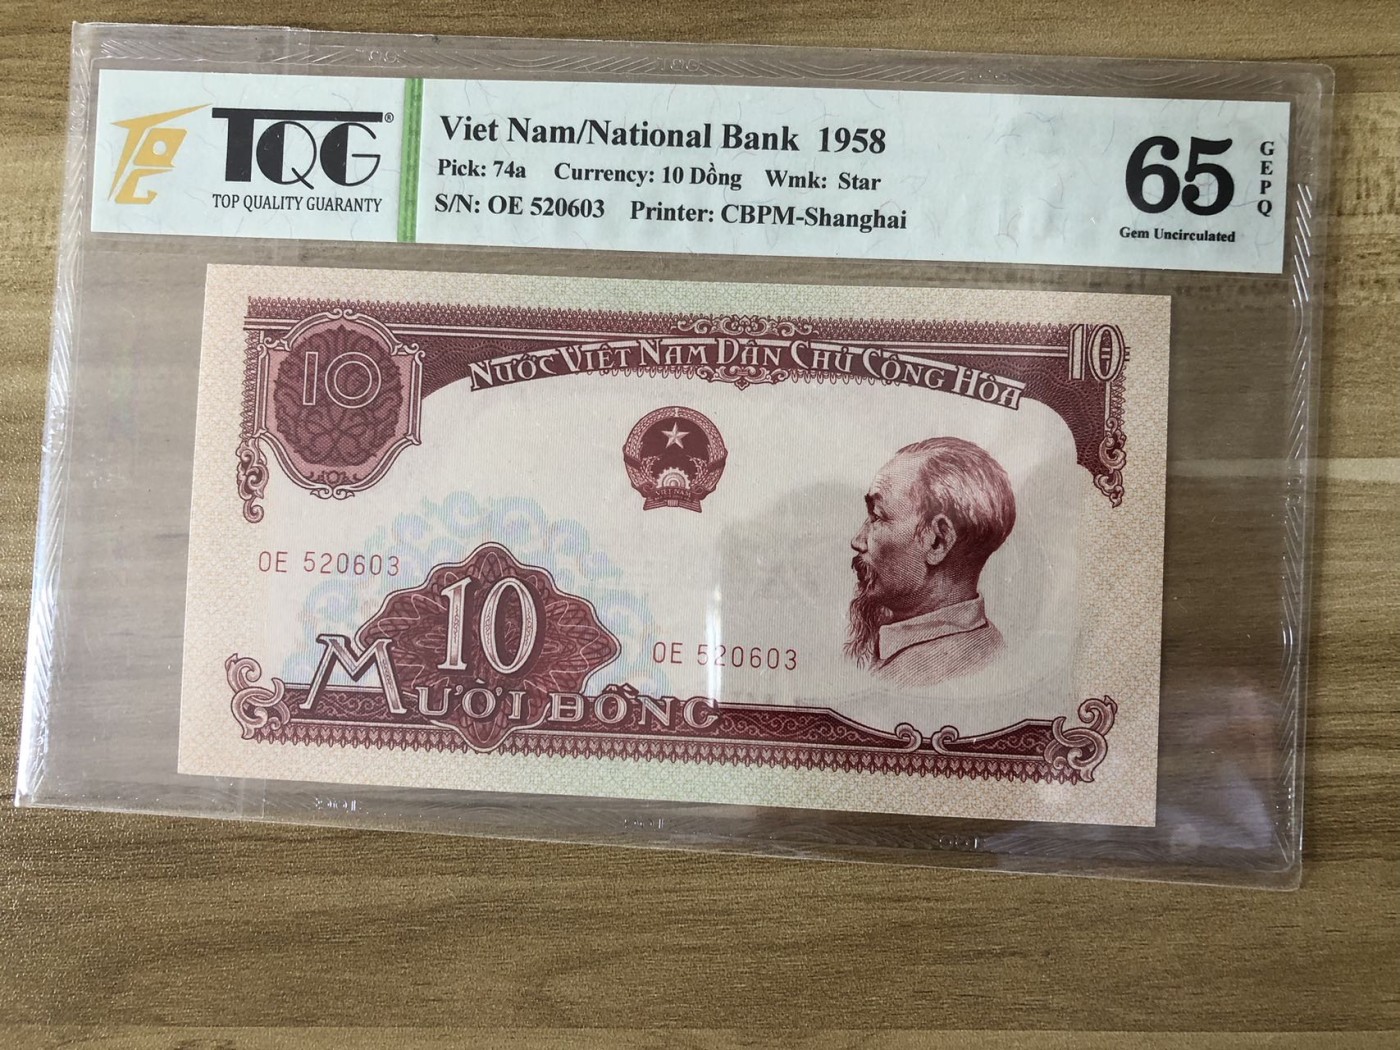 TQG®
TOP QUALITY GUARANTY
Viet Nam/National Bank 1958
Pick: 74a Currency: 10 Dồng Wmk: Star
S/N: OE 520603 Printer: CBPM-Shanghai
65
GEPQ
Gem Uncirculated
10
NƯỚC VIỆT NAM DÂN CHỦ CỘNG HÒA
10
VIỆT NAM
OE 520603
10
OE 520603
MƯỜI ĐỒNG